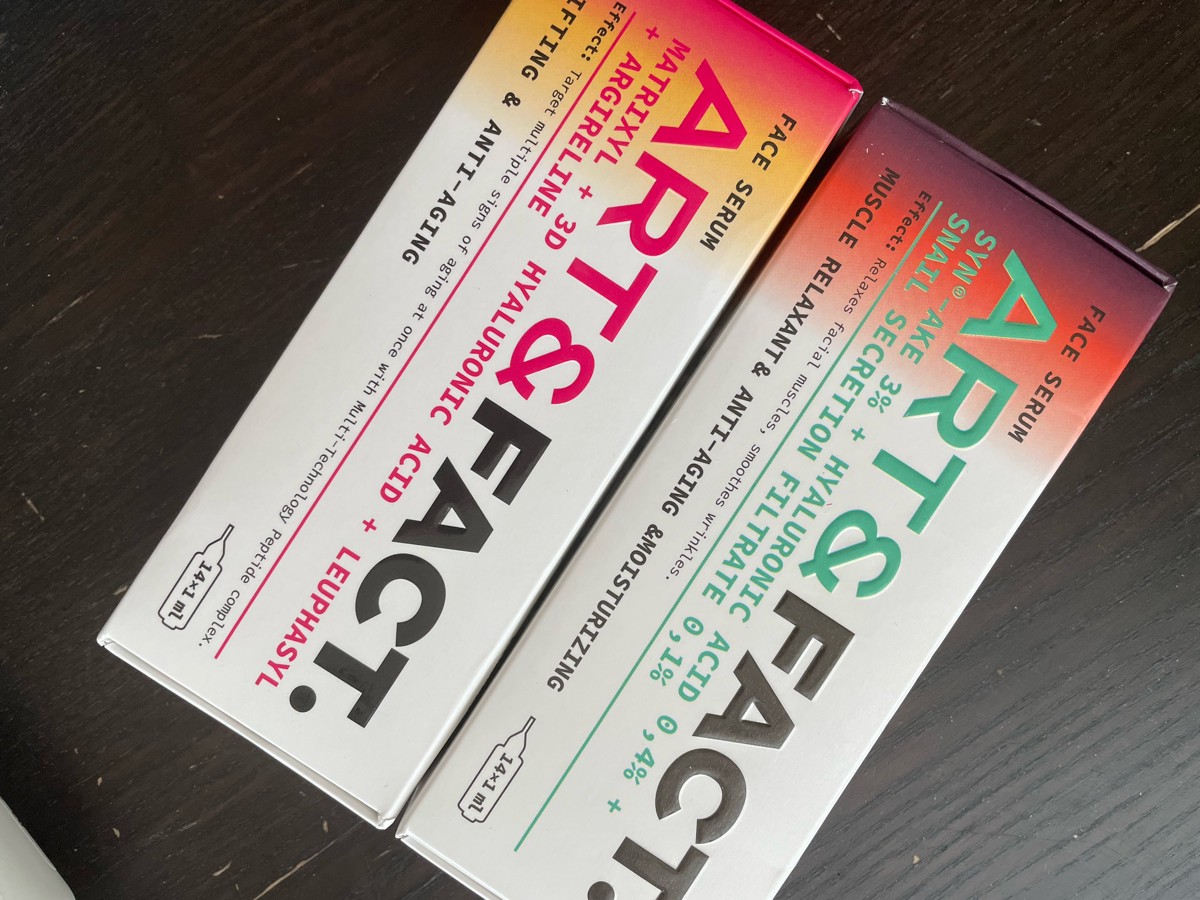 FACE SERUM
ART&FACT.
MATRIXYL + 3D HYALURONIC ACID + LEUPHASYL
+ ARGIRELINE
Effect: Target multiple signs of aging at once with Multi-Technology Peptide complex.
IFTING & ANTI-AGING
14×1 ml
FACE SERUM
ART&FACT.
SYN®-AKE 3% + HYALURONIC ACID 0,4% +
SNAIL SECRETION FILTRATE 0,1%
Effect: Relaxes facial muscles, smoothes wrinkles.
MUSCLE RELAXANT& ANTI-AGING &MOISTURIZING
14×1 ml